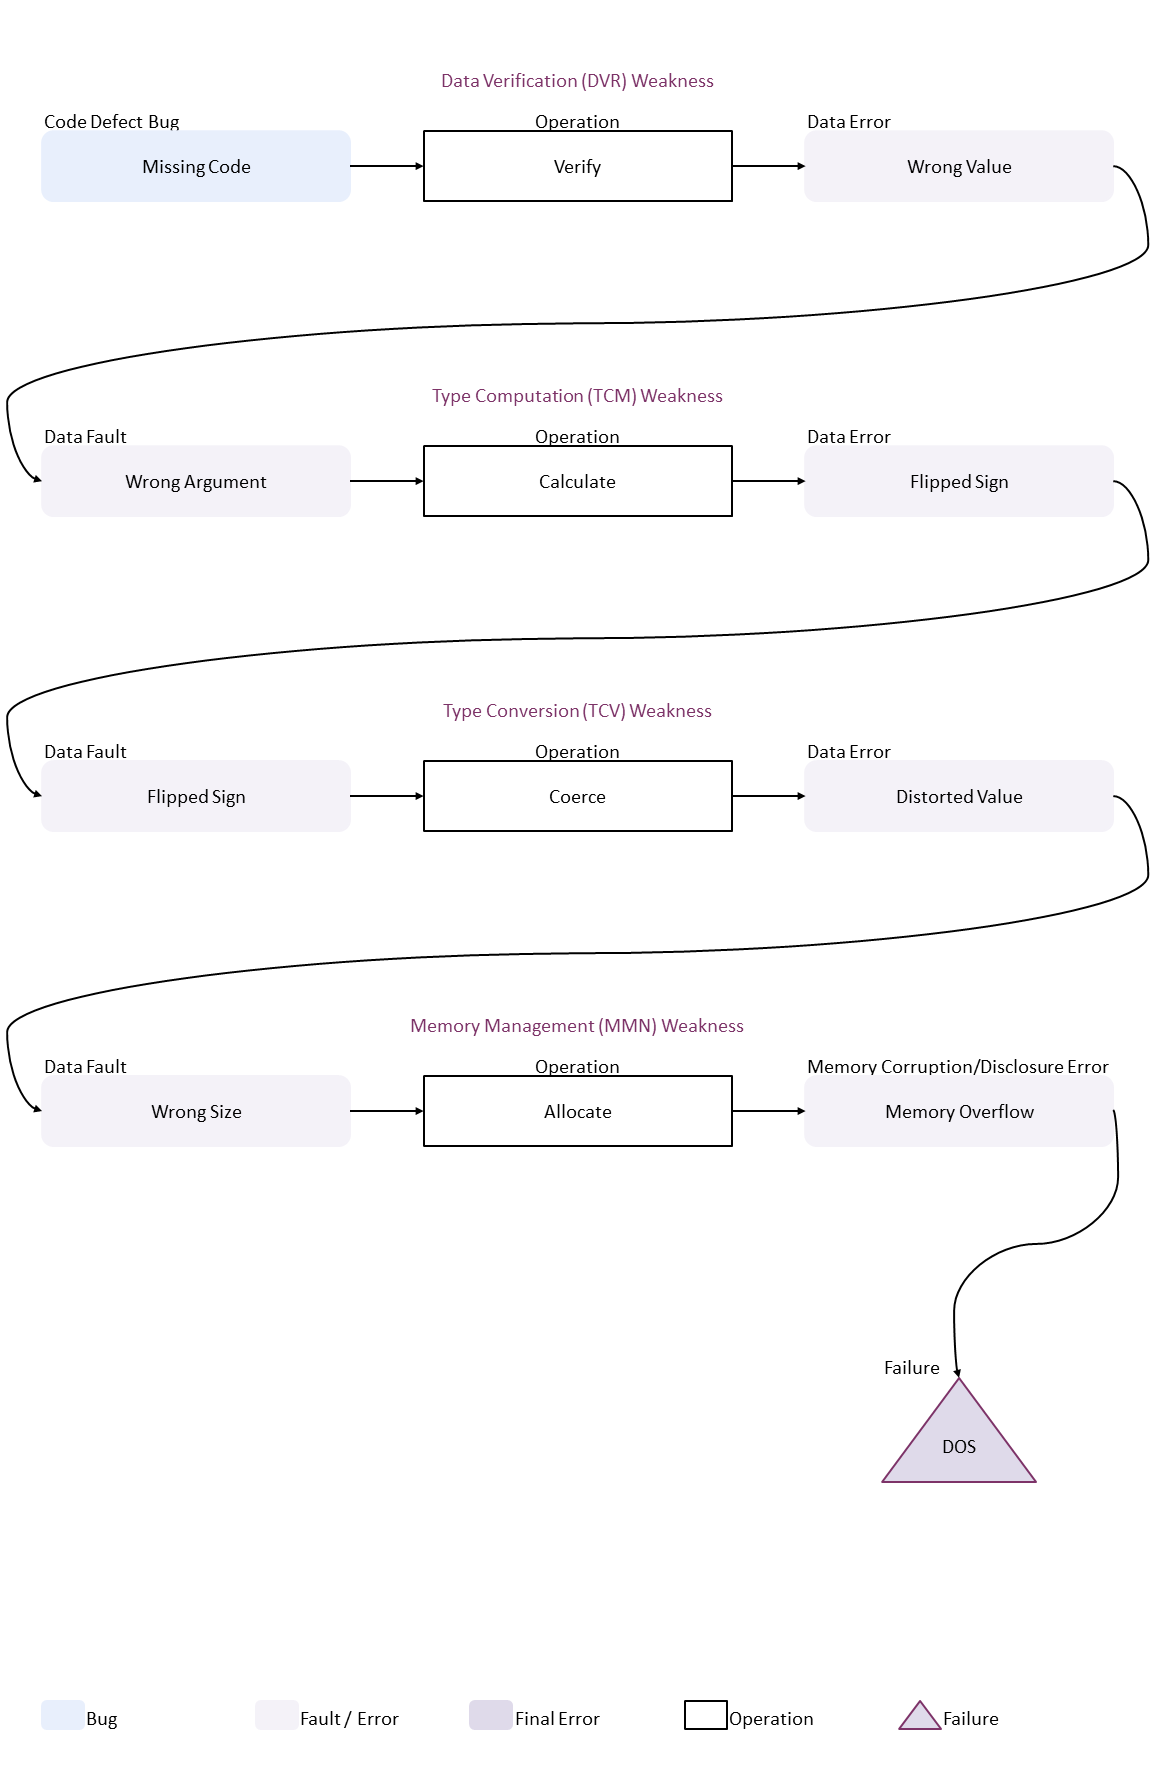 Data Verification (DVR) Weakness
Code Defect Bug
Operation
Data Error
Missing Code
Verify
Wrong Value
Type Computation (TCM) Weakness
Data Fault
Operation
Data Error
Wrong Argument
Calculate
Flipped Sign
Type Conversion (TCV) Weakness
Data Fault
Operation
Data Error
Flipped Sign
Coerce
Distorted Value
Memory Management (MMN) Weakness
Data Fault
Operation
Memory Corruption/Disclosure Error
Wrong Size
Allocate
Memory Overflow
Failure
DOS
Bug
Fault / Error
Final Error
Operation
Failure